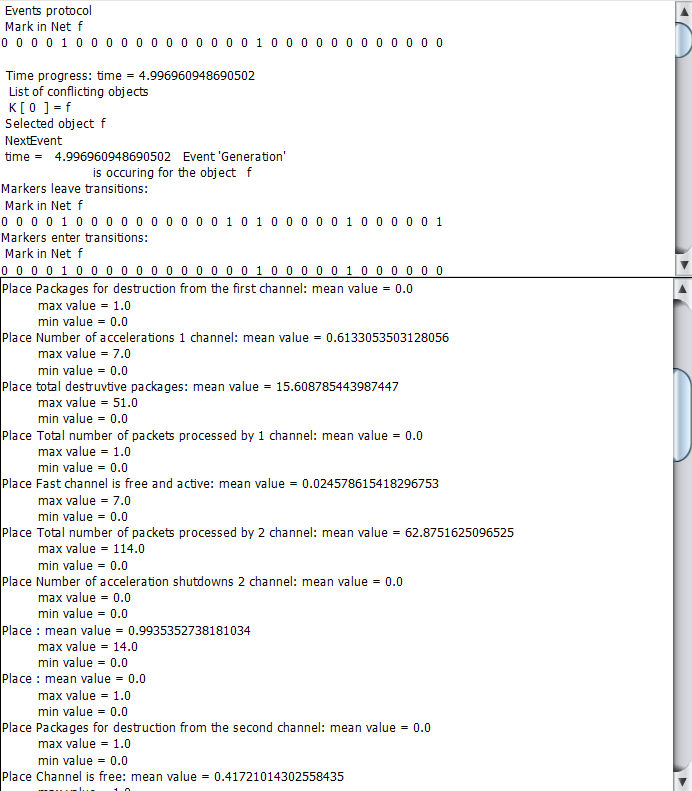 Events protocol
Mark in Net f
0 0 0 0 1 0 0 0 0 0 0 0 0 0 0 0 0 1 0 0 0 0 0 0 0 0 0 0 0 0
Time progress: time = 4.996960948690502
List of conflicting objects
K [ 0 ] = f
Selected object f
NextEvent
time = 4.996960948690502 Event 'Generation'
is occuring for the object f
Markers leave transitions:
Mark in Net f
0 0 0 0 1 0 0 0 0 0 0 0 0 0 0 1 0 1 0 0 0 0 0 1 0 0 0 0 0 1
Markers enter transitions:
Mark in Net f
0 0 0 0 1 0 0 0 0 0 0 0 0 0 0 0 0 1 0 0 0 0 0 1 0 0 0 0 0 0
Place Packages for destruction from the first channel: mean value = 0.0
max value = 1.0
min value = 0.0
Place Number of accelerations 1 channel: mean value = 0.6133053503128056
max value = 7.0
min value = 0.0
Place total destruvtive packages: mean value = 15.608785443987447
max value = 51.0
min value = 0.0
Place Total number of packets processed by 1 channel: mean value = 0.0
max value = 1.0
min value = 0.0
Place Fast channel is free and active: mean value = 0.024578615418296753
max value = 7.0
min value = 0.0
Place Total number of packets processed by 2 channel: mean value = 62.8751625096525
max value = 114.0
min value = 0.0
Place Number of acceleration shutdowns 2 channel: mean value = 0.0
max value = 0.0
min value = 0.0
Place : mean value = 0.9935352738181034
max value = 14.0
min value = 0.0
Place : mean value = 0.0
max value = 1.0
min value = 0.0
Place Packages for destruction from the second channel: mean value = 0.0
max value = 1.0
min value = 0.0
Place Channel is free: mean value = 0.41721014302558435